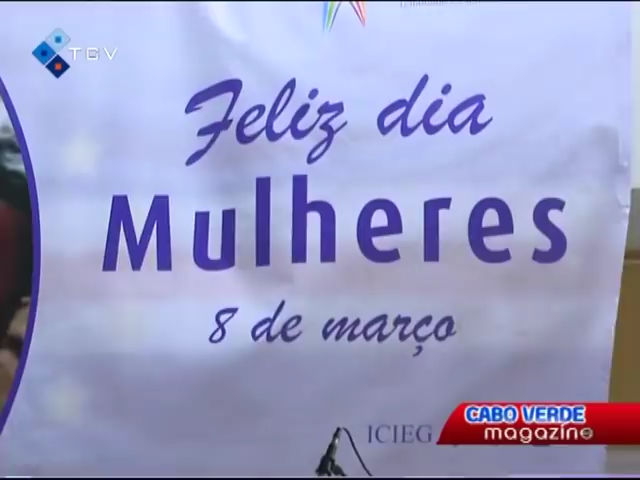 TCV
Feliz dia
Mulheres
8 de março
ICIEG
CABO VERDE
magazine